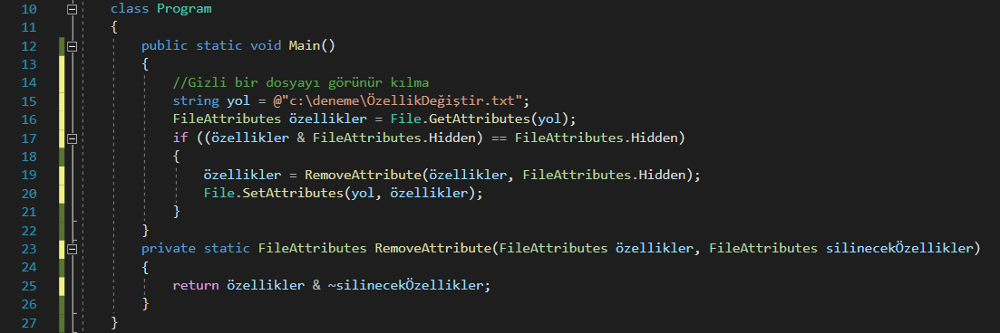 10 class Program
11 {
12 public static void Main()
13 {
14 //Gizli bir dosyayı görünür kılma
15 string yol = @"c:\deneme\ÖzellikDeğiştir.txt";
16 FileAttributes özellikler = File.GetAttributes(yol);
17 if ((özellikler & FileAttributes.Hidden) == FileAttributes.Hidden)
18 {
19 özellikler = RemoveAttribute(özellikler, FileAttributes.Hidden);
20 File.SetAttributes(yol, özellikler);
21 }
22 }
23 private static FileAttributes RemoveAttribute(FileAttributes özellikler, FileAttributes silinecekÖzellikler)
24 {
25 return özellikler & ~silinecekÖzellikler;
26 }
27 }